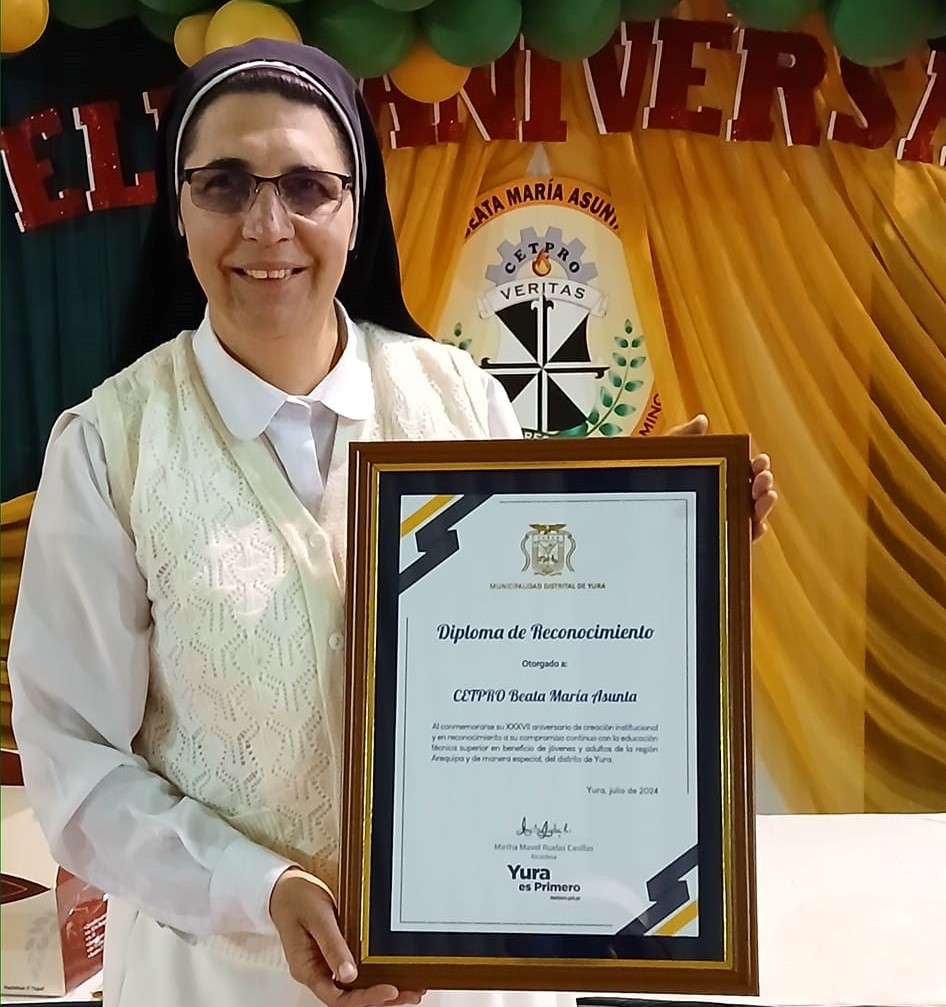 ELI
ANIVERSA
BEATA MARÍA ASUN
CETPRO
VERITAS
MUNICIPALIDAD DISTRITAL DE YURA
Diploma de Reconocimiento
Otorgado a:
CETPRO Beata María Asunta
Al conmemorarse su XXXVII aniversario de creación institucional
y en reconocimiento a su compromiso continuo con la educación
técnica superior en beneficio de jóvenes y adultos de la región
Arequipa y de manera especial, del distrito de Yura.
Yura, julio de 2024
Mirtha Mavel Ruelas Casillas
Alcaldesa
Yura
es Primero